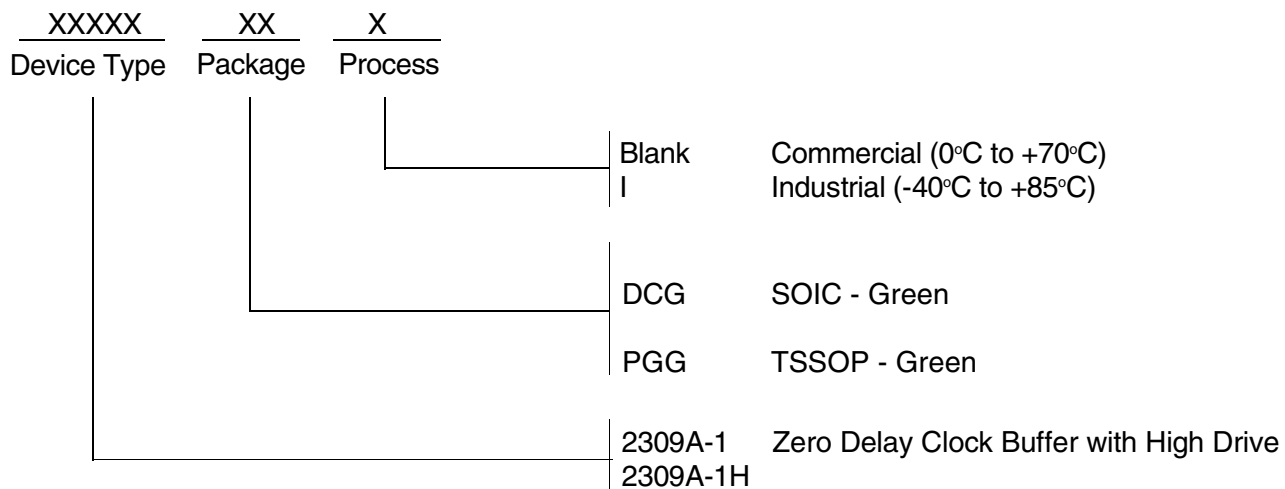 XXXXX XX X
Device Type Package Process
Blank Commercial (0°C to +70°C)
I Industrial (-40°C to +85°C)
DCG SOIC - Green
PGG TSSOP - Green
2309A-1 Zero Delay Clock Buffer with High Drive
2309A-1H